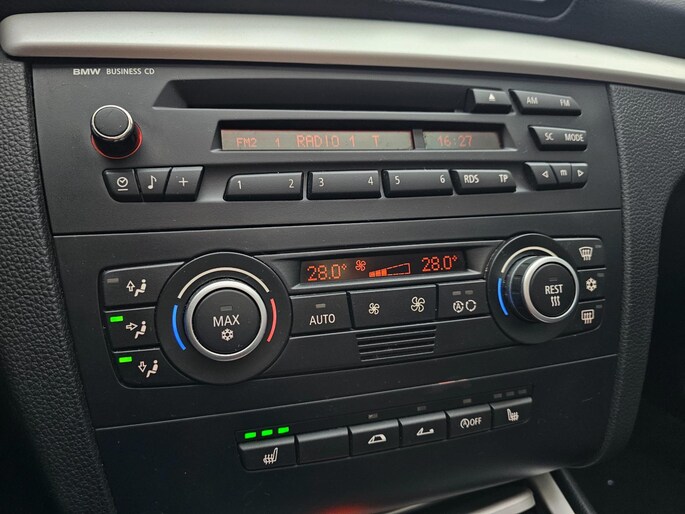 BMW BUSINESS CD
AM FM
SC MODE
FM2 1 RADIO 1 T 16:27
1 2 3 4 5 6 RDS TP m
28.0° 28.0°
MAX
AUTO
REST
A
A OFF